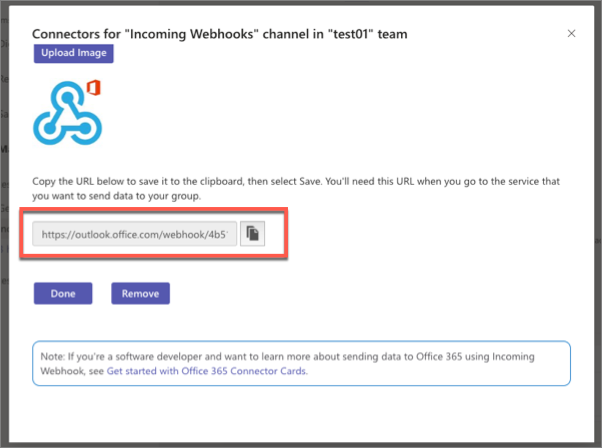 Connectors for "Incoming Webhooks" channel in "test01" team
Upload Image
Copy the URL below to save it to the clipboard, then select Save. You'll need this URL when you go to the service that
you want to send data to your group.
https://outlook.office.com/webhook/4b5
Done Remove
Note: If you're a software developer and want to learn more about sending data to Office 365 using Incoming
Webhook, see Get started with Office 365 Connector Cards.